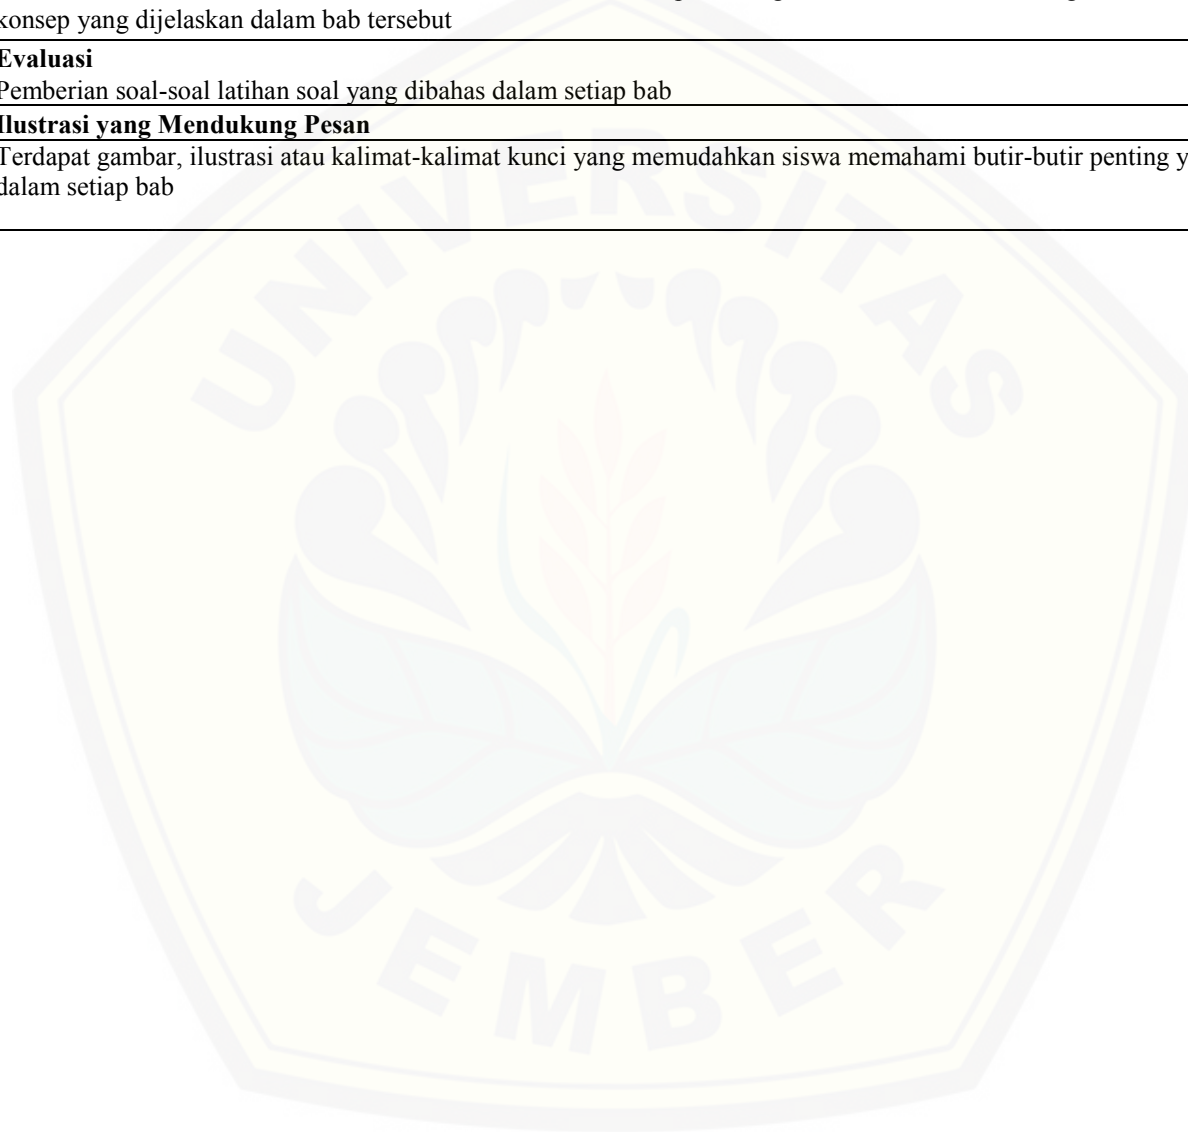 konsep yang dijelaskan dalam bab tersebut
Evaluasi
Pemberian soal-soal latihan soal yang dibahas dalam setiap bab
Ilustrasi yang Mendukung Pesan
Terdapat gambar, ilustrasi atau kalimat-kalimat kunci yang memudahkan siswa memahami butir-butir penting y
dalam setiap bab
UNIVERSITAS
JEMBER